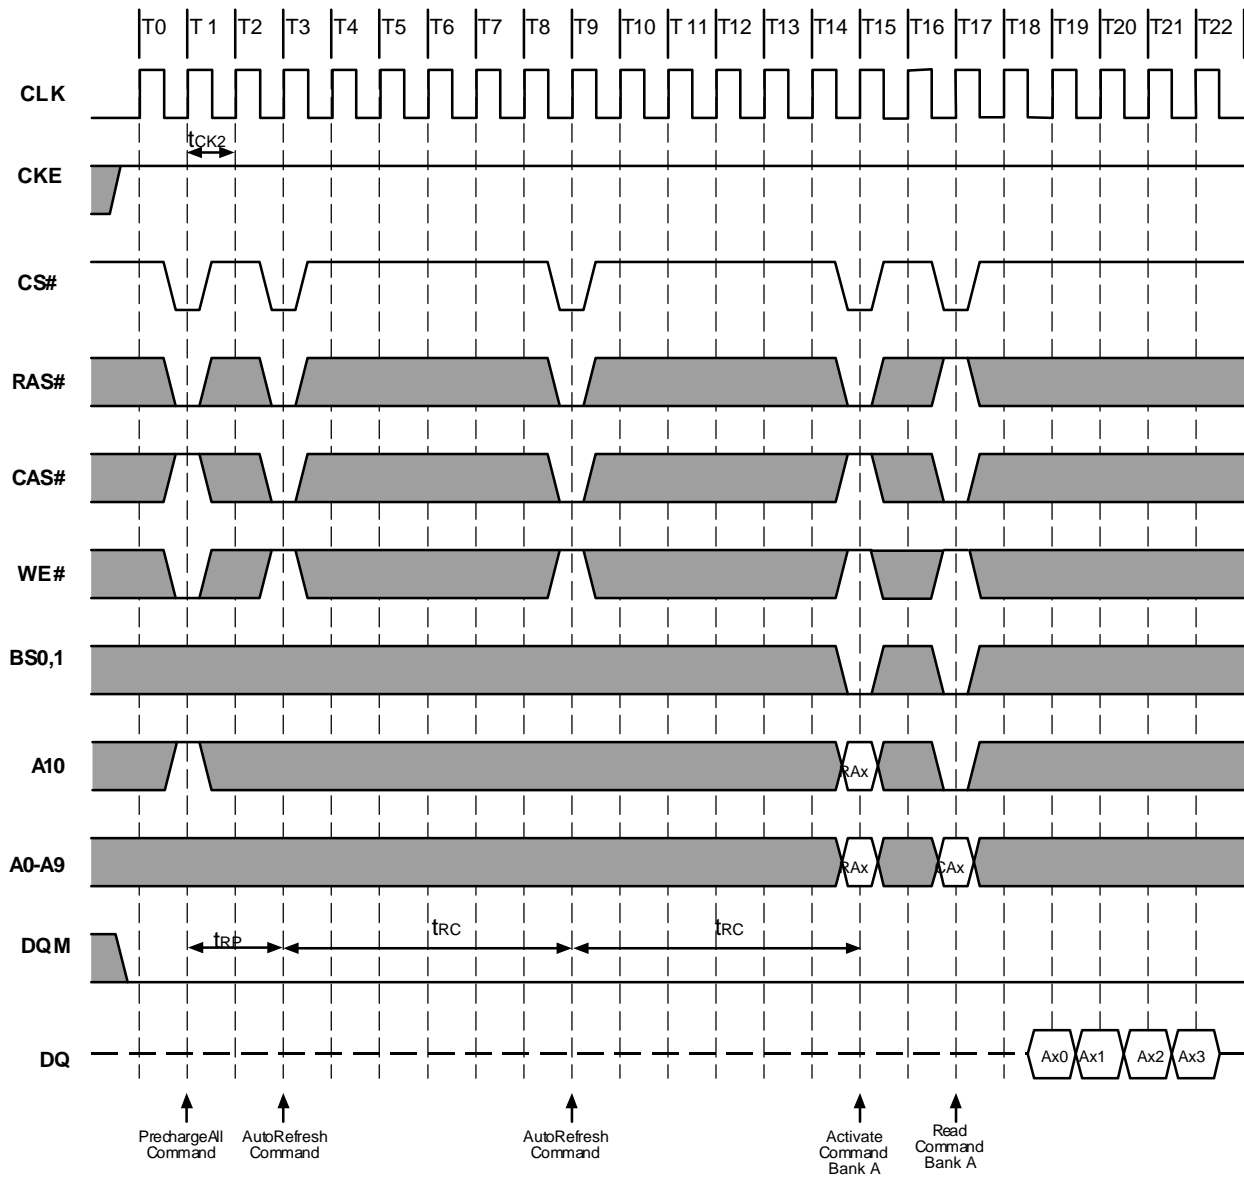 T0 T 1 T2 T3 T4 T5 T6 T7 T8 T9 T10 T 11 T12 T13 T14 T15 T16 T17 T18 T19 T20 T21 T22
CLK
tCK2
CKE
CS#
RAS#
CAS#
WE#
BS0,1
A10
RAx
A0-A9
RAx CAx
DQM
tRP tRC tRC
DQ
Ax0 Ax1 Ax2 Ax3
PrechargeAll
Command
AutoRefresh
Command
AutoRefresh
Command
Activate
Command
Bank A
Read
Command
Bank A